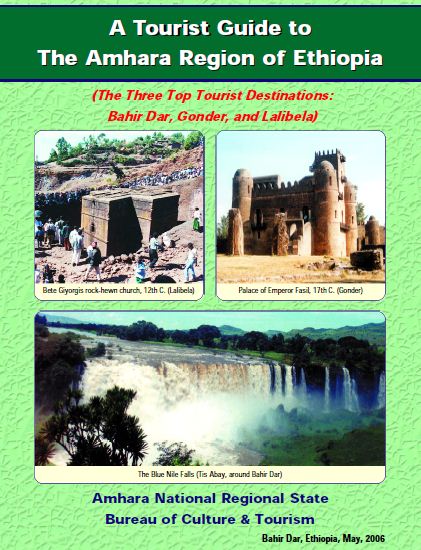 A Tourist Guide to
The Amhara Region of Ethiopia
(The Three Top Tourist Destinations:
Bahir Dar, Gonder, and Lalibela)
Bete Giyorgis rock-hewn church, 12th C. (Lalibela)
Palace of Emperor Fasil, 17th C. (Gonder)
The Blue Nile Falls (Tis Abay, around Bahir Dar)
Amhara National Regional State
Bureau of Culture & Tourism
Bahir Dar, Ethiopia, May, 2006